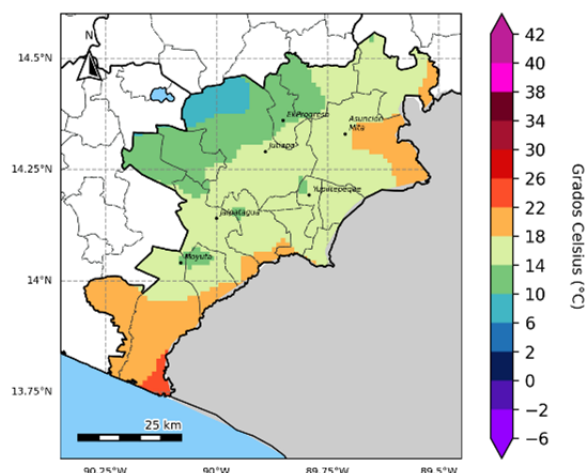 N
14.5°N
14.25°N
14°N
13.75°N
El Progreso
Jutiapa
Asunción
Mita
Yupiltepeque
Jalpatagua
Moyuta
25 km
90.25°W
90°W
89.75°W
89.5°W
42
40
38
34
30
26
22
18
14
10
6
2
0
−2
−6
Grados Celsius (°C)